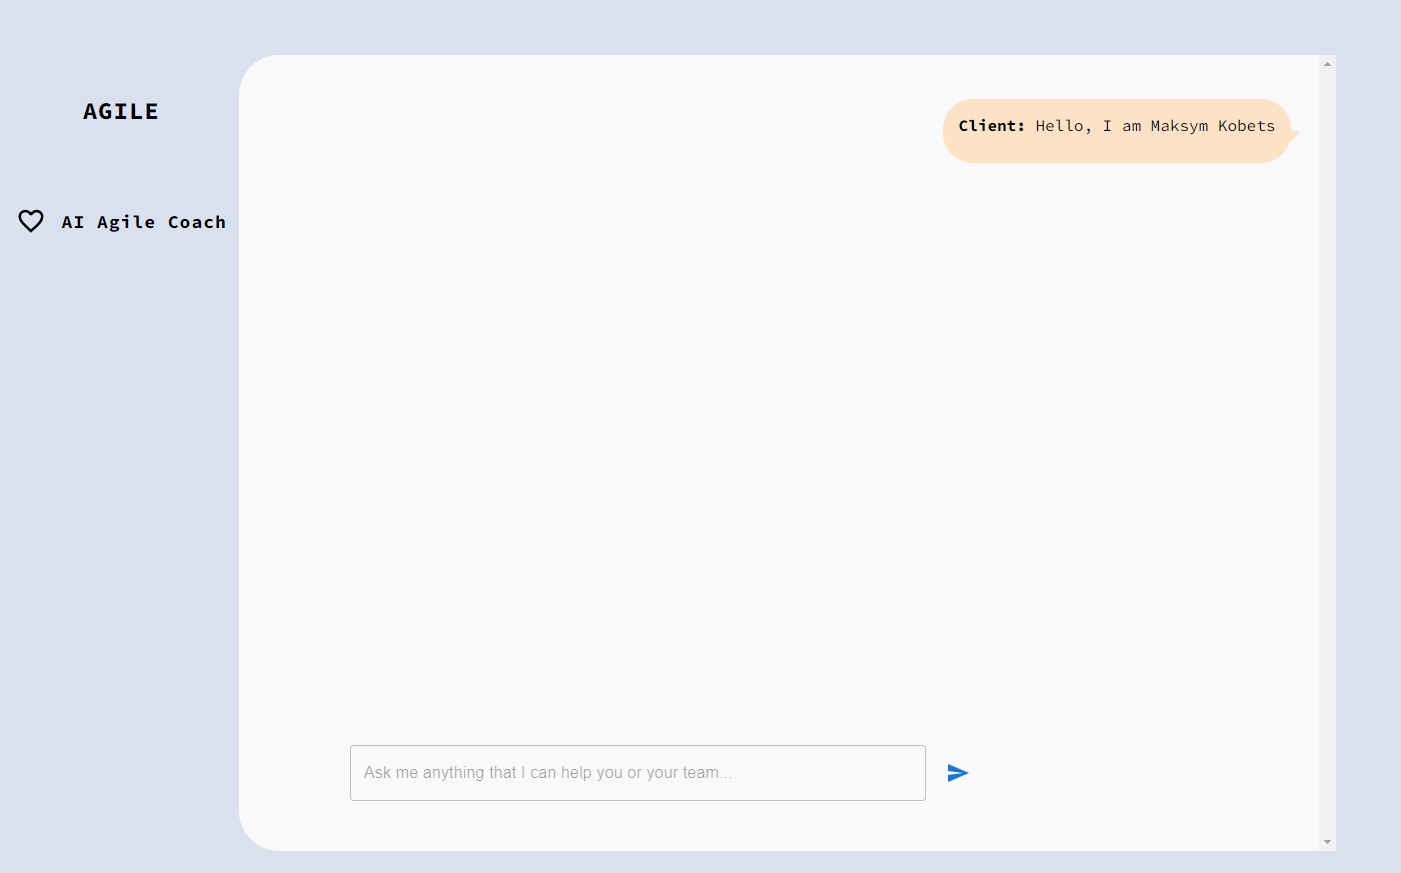 AGILE
AI Agile Coach
Client: Hello, I am Maksym Kobets
Ask me anything that I can help you or your team...